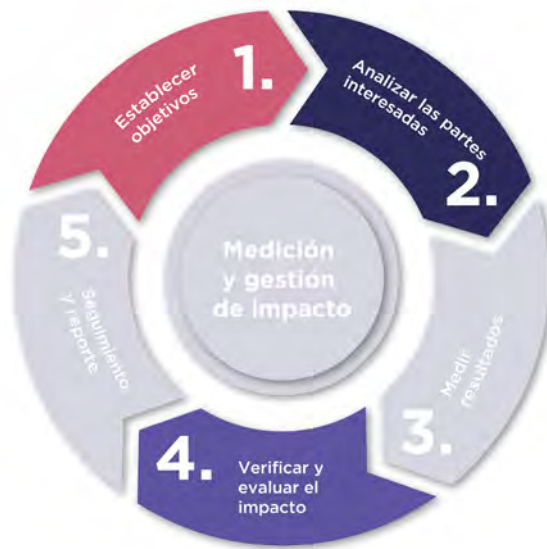 1.
Establecer
objetivos
2.
Analizar las partes
interesadas
3.
Medir
resultados
4.
Verificar y
evaluar el
impacto
5.
Seguimiento
y reporte
Medición
y gestión
de impacto